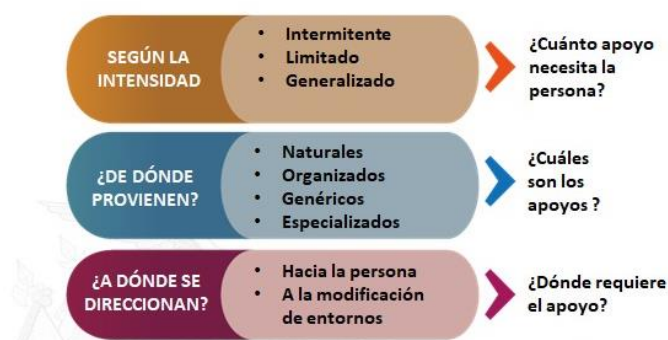 SEGÚN LA
INTENSIDAD
• Intermitente
• Limitado
• Generalizado
¿Cuánto apoyo
necesita la
persona?
¿DE DÓNDE
PROVIENEN?
• Naturales
• Organizados
• Genéricos
• Especializados
¿Cuáles
son los
apoyos ?
¿A DÓNDE SE
DIRECCIONAN?
• Hacia la persona
• A la modificación
de entornos
¿Dónde requiere
el apoyo?